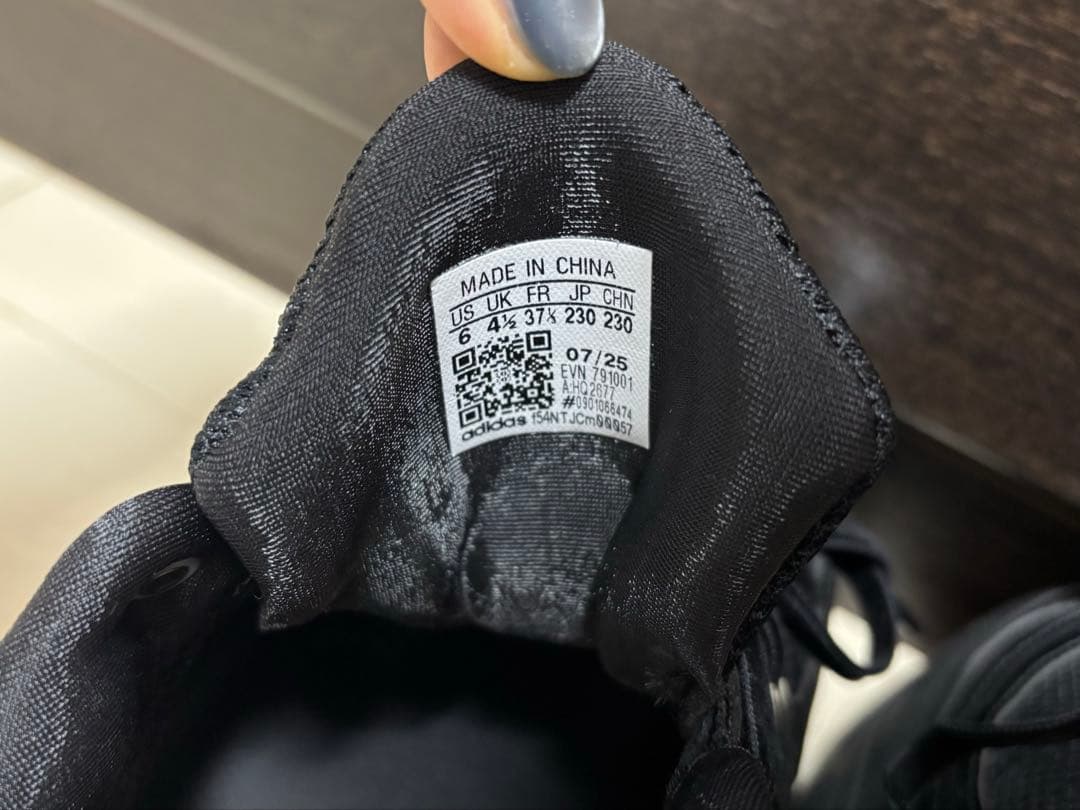 MADE IN CHINA
US UK FR JP CHN
6 4½ 37⅓ 230 230
07/25
EVN 791001
A:HQ2677
#0901066474
adidas f54NTJCm00057